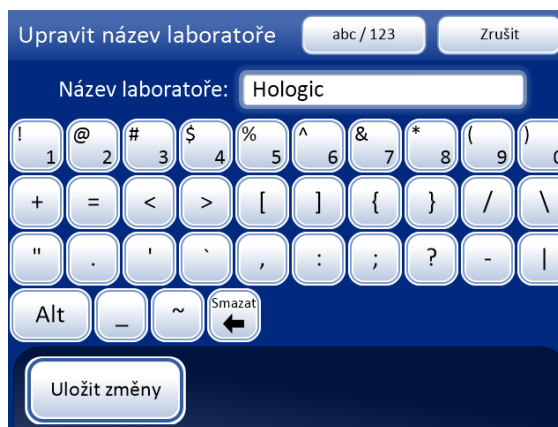 Upravit název laboratoře abc / 123 Zrušit
Název laboratoře: Hologic
! 1 @ 2 # 3 $ 4 % 5 ^ 6 & 7 * 8 ( 9 ) 0
+ = < > [ ] { } / \
" . ' ` , : ; ? - |
Alt _ ~ Smazat
Uložit změny